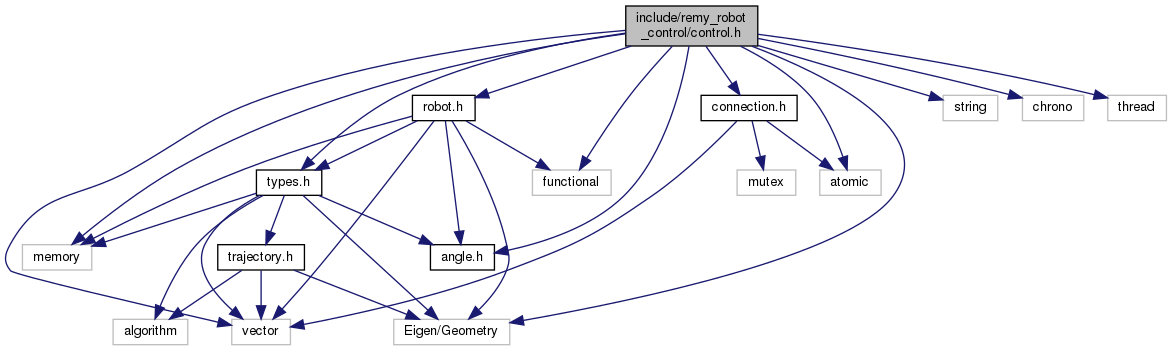 include/remy_robot
_control/control.h
robot.h
connection.h
string
chrono
thread
types.h
functional
mutex
atomic
memory
trajectory.h
angle.h
algorithm
vector
Eigen/Geometry